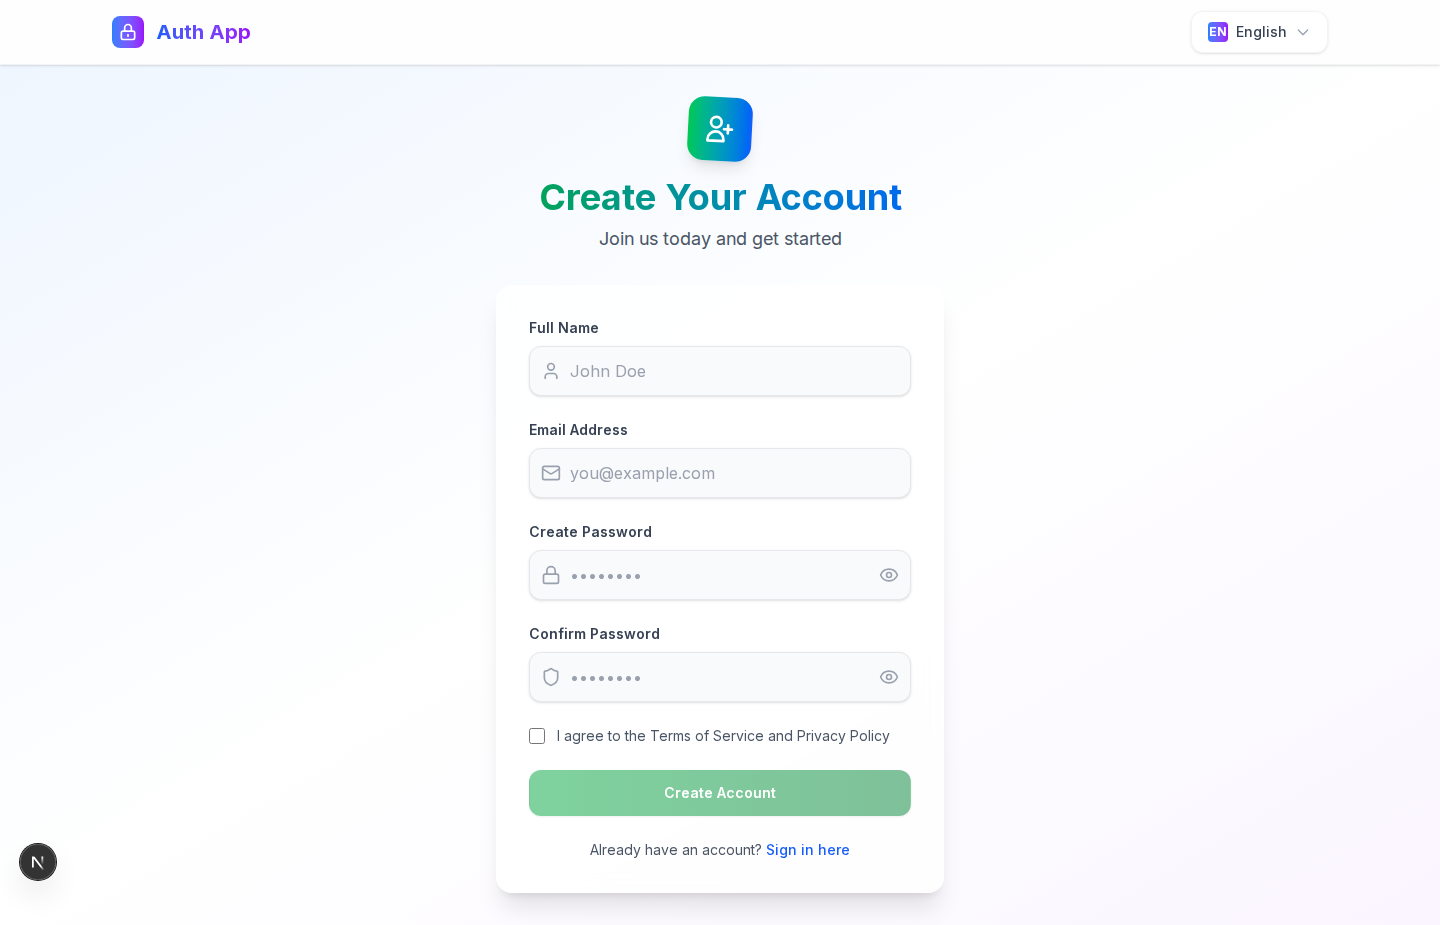 Auth App
EN English
Create Your Account
Join us today and get started
Full Name
John Doe
Email Address
you@example.com
Create Password
••••••••
Confirm Password
••••••••
I agree to the Terms of Service and Privacy Policy
Create Account
Already have an account? Sign in here
N